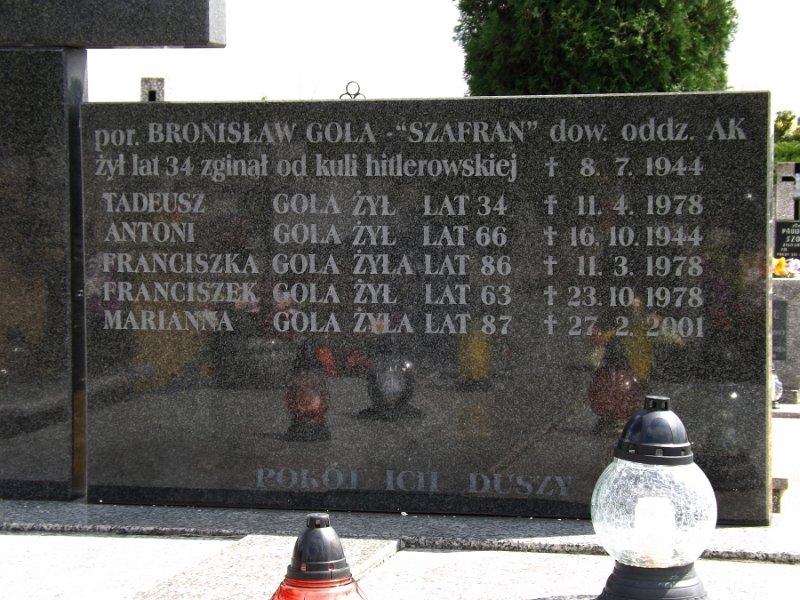 por. BRONISŁAW GOLA - “SZAFRAN” dow. oddz. AK
żył lat 34 zginął od kuli hitlerowskiej † 8. 7. 1944
TADEUSZ GOLA ŻYŁ LAT 34 † 11. 4. 1978
ANTONI GOLA ŻYŁ LAT 66 † 16. 10. 1944
FRANCISZKA GOLA ŻYŁA LAT 86 † 11. 3. 1978
FRANCISZEK GOLA ŻYŁ LAT 63 † 23. 10. 1978
MARIANNA GOLA ŻYŁA LAT 87 † 27. 2. 2001
POKÓJ ICH DUSZY